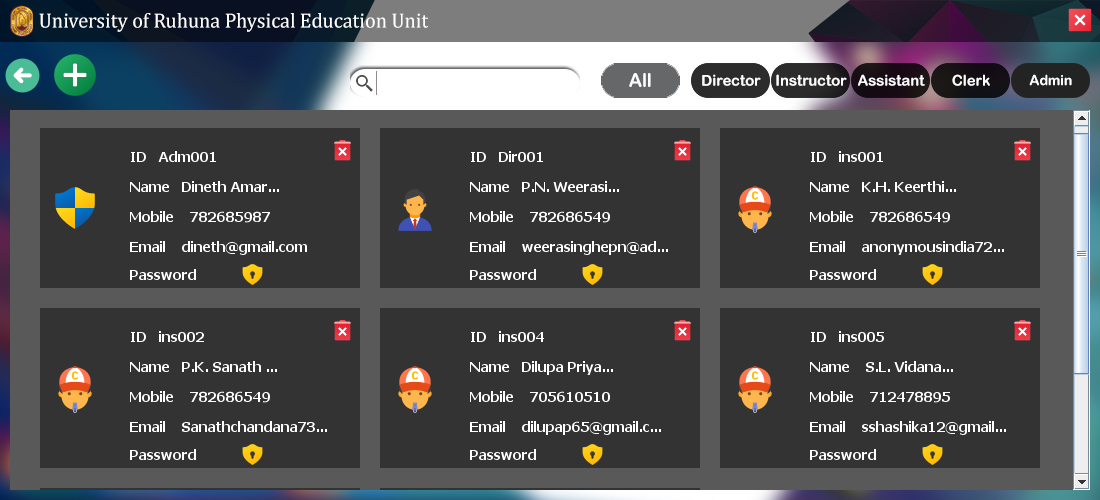 University of Ruhuna Physical Education Unit
All
Director
Instructor
Assistant
Clerk
Admin
ID Adm001
Name Dineth Amar...
Mobile 782685987
Email dineth@gmail.com
Password
ID Dir001
Name P.N. Weerasi...
Mobile 782686549
Email weerasinghepn@ad...
Password
ID ins001
Name K.H. Keerthi...
Mobile 782686549
Email anonymousindia72...
Password
ID ins002
Name P.K. Sanath ...
Mobile 782686549
Email Sanathchandana73...
Password
ID ins004
Name Dilupa Priya...
Mobile 705610510
Email dilupap65@gmail.c...
Password
ID ins005
Name S.L. Vidana...
Mobile 712478895
Email sshashika12@gmail...
Password